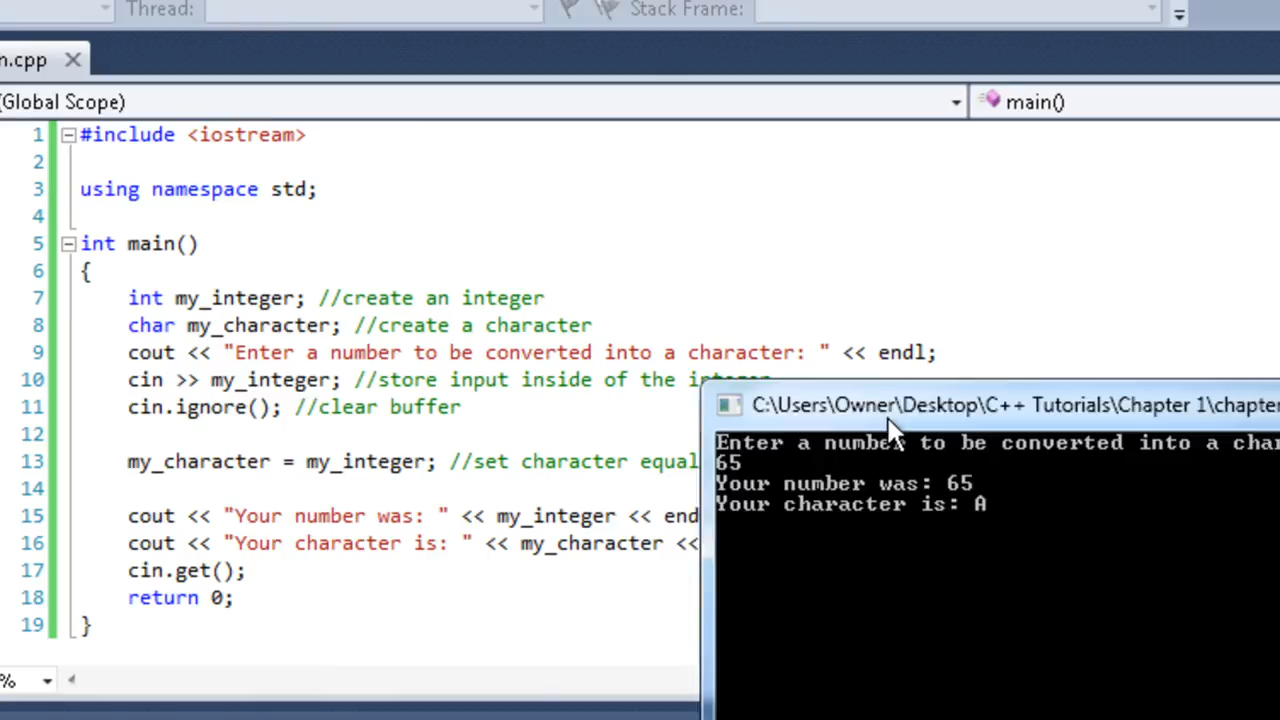 Thread:
Stack Frame:
n.cpp
(Global Scope)
main()
1 #include <iostream>
2
3 using namespace std;
4
5 int main()
6 {
7 int my_integer; //create an integer
8 char my_character; //create a character
9 cout << "Enter a number to be converted into a character: " << endl;
10 cin >> my_integer; //store input inside of the integer
11 cin.ignore(); //clear buffer
12
13 my_character = my_integer; //set character equal
14
15 cout << "Your number was: " << my_integer << end
16 cout << "Your character is: " << my_character <<
17 cin.get();
18 return 0;
19 }
%
C:\Users\Owner\Desktop\C++ Tutorials\Chapter 1\chapter
Enter a number to be converted into a char
65
Your number was: 65
Your character is: A